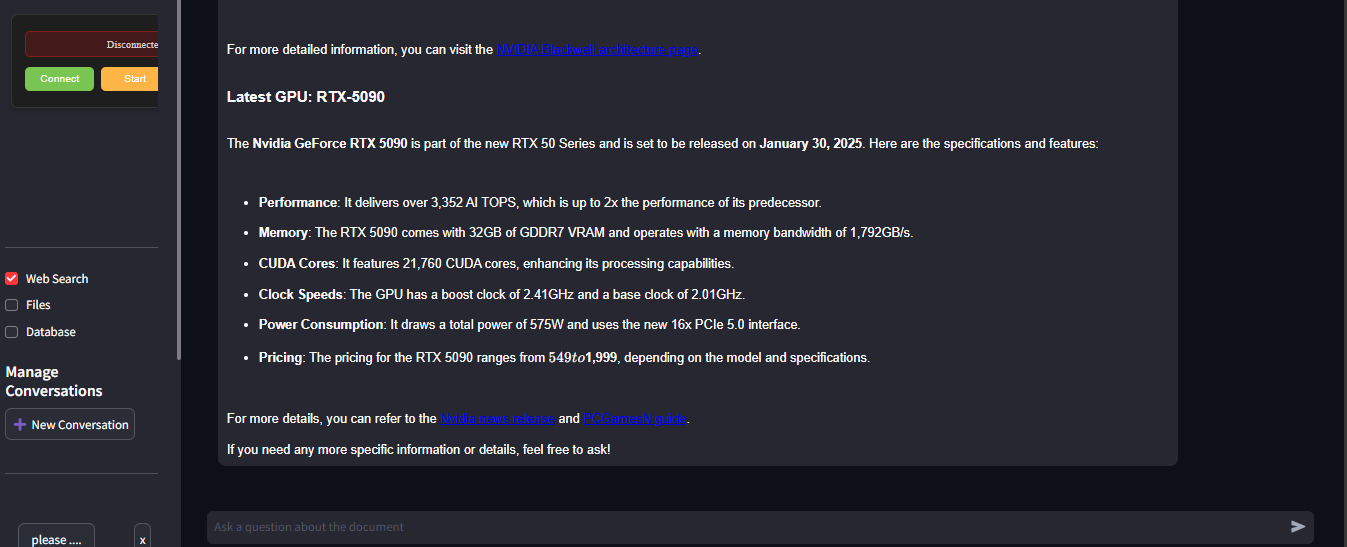 Disconnecte
Connect
Start
Web Search
Files
Database
Manage
Conversations
+ New Conversation
please ....
x
For more detailed information, you can visit the NVIDIA Blackwell architecture page.
Latest GPU: RTX-5090
The Nvidia GeForce RTX 5090 is part of the new RTX 50 Series and is set to be released on January 30, 2025. Here are the specifications and features:
• Performance: It delivers over 3,352 AI TOPS, which is up to 2x the performance of its predecessor.
• Memory: The RTX 5090 comes with 32GB of GDDR7 VRAM and operates with a memory bandwidth of 1,792GB/s.
• CUDA Cores: It features 21,760 CUDA cores, enhancing its processing capabilities.
• Clock Speeds: The GPU has a boost clock of 2.41GHz and a base clock of 2.01GHz.
• Power Consumption: It draws a total power of 575W and uses the new 16x PCIe 5.0 interface.
• Pricing: The pricing for the RTX 5090 ranges from 549to1,999, depending on the model and specifications.
For more details, you can refer to the Nvidia news release and PCGamesN guide.
If you need any more specific information or details, feel free to ask!
Ask a question about the document